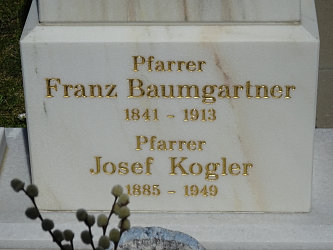 Pfarrer
Franz Baumgartner
1841 - 1913
Pfarrer
Josef Kogler
1885 - 1949